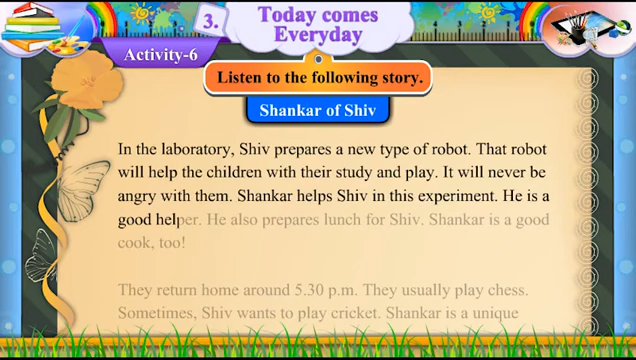 3.
Today comes
Everyday
Activity-6
Listen to the following story.
Shankar of Shiv
In the laboratory, Shiv prepares a new type of robot. That robot
will help the children with their study and play. It will never be
angry with them. Shankar helps Shiv in this experiment. He is a
good helper. He also prepares lunch for Shiv. Shankar is a good
cook, too!
They return home around 5.30 p.m. They usually play chess.
Sometimes, Shiv wants to play cricket. Shankar is a unique